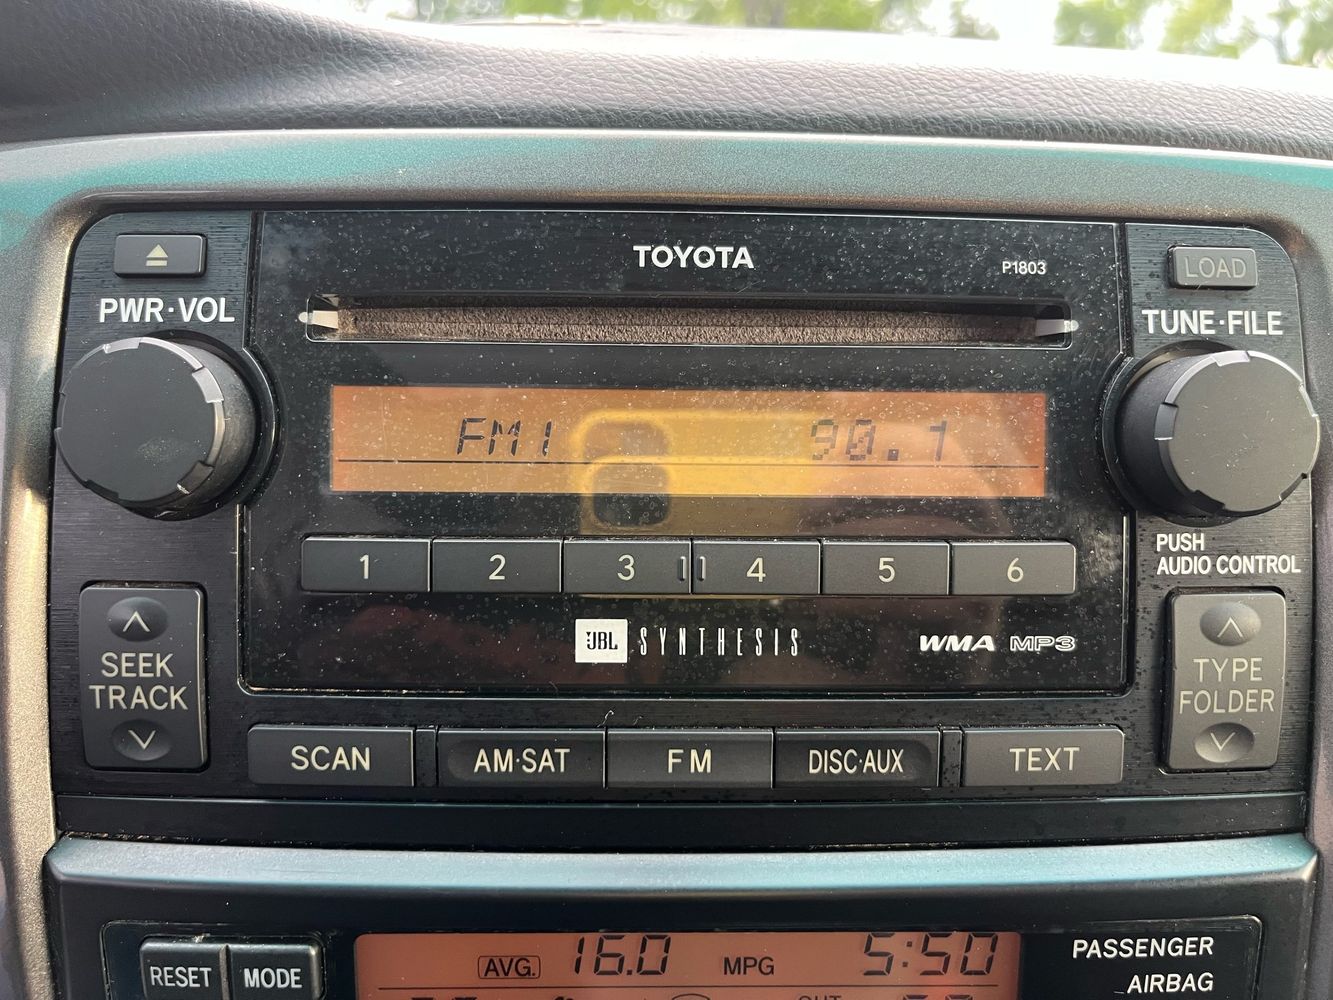 TOYOTA
P1803
LOAD
PWR·VOL
TUNE·FILE
FM1 90.1
1 2 3 4 5 6
PUSH
AUDIO CONTROL
SEEK
TRACK
JBL SYNTHESIS
WMA MP3
TYPE
FOLDER
SCAN AM·SAT FM DISC·AUX TEXT
RESET MODE
AVG. 16.0 MPG 5:50
PASSENGER
AIRBAG